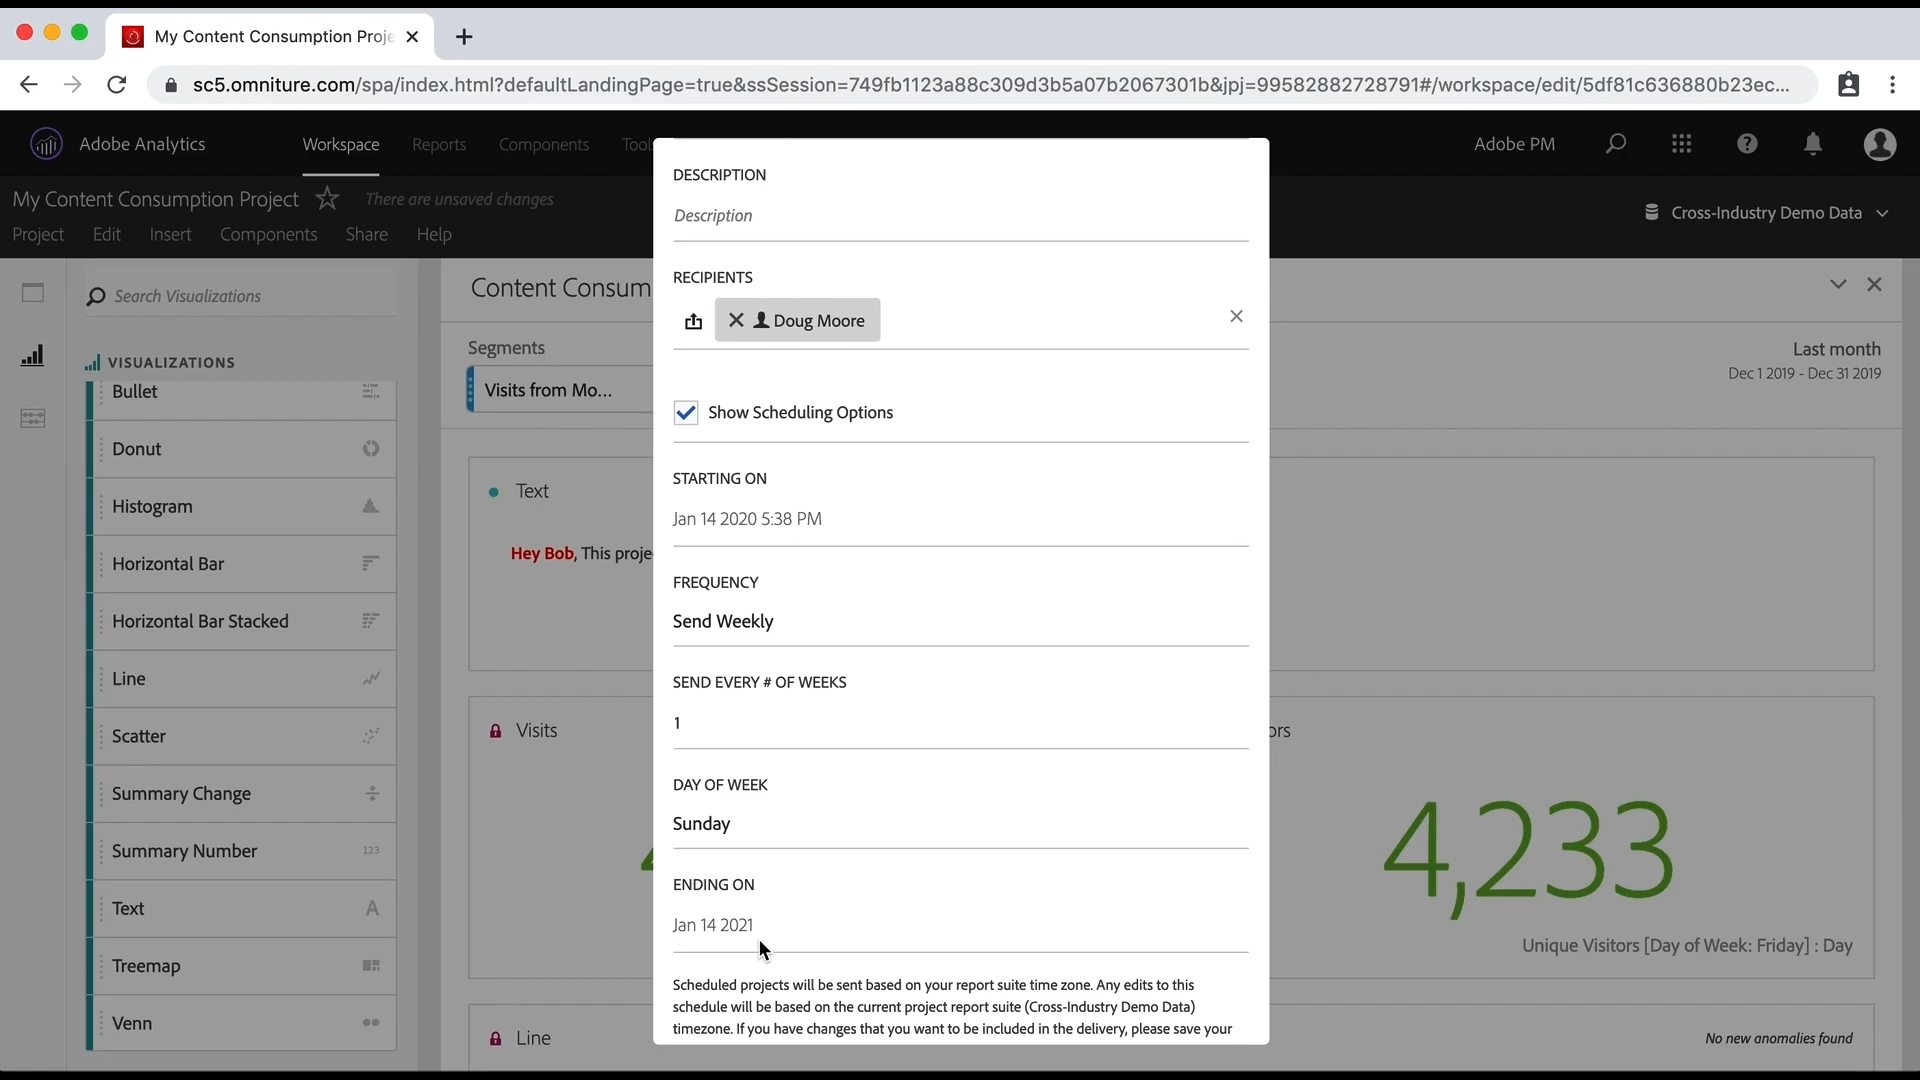 My Content Consumption Proje
sc5.omniture.com/spa/index.html?defaultLandingPage=true&ssSession=749fb1123a88c309d3b5a07b2067301b&jpj=99582882728791#/workspace/edit/5df81c636880b23ec...
Adobe Analytics
Workspace
Reports
Components
Tools
Adobe PM
My Content Consumption Project
There are unsaved changes
Cross-Industry Demo Data
Project
Edit
Insert
Components
Share
Help
Search Visualizations
VISUALIZATIONS
Bullet
Donut
Histogram
Horizontal Bar
Horizontal Bar Stacked
Line
Scatter
Summary Change
Summary Number
123
Text
A
Treemap
Venn
Content Consum
Segments
Visits from Mo...
Last month
Dec 1 2019 - Dec 31 2019
Text
Hey Bob, This proje
Visits
ors
4,233
Unique Visitors [Day of Week: Friday] : Day
Line
No new anomalies found
DESCRIPTION
Description
RECIPIENTS
Doug Moore
Show Scheduling Options
STARTING ON
Jan 14 2020 5:38 PM
FREQUENCY
Send Weekly
SEND EVERY # OF WEEKS
1
DAY OF WEEK
Sunday
ENDING ON
Jan 14 2021
Scheduled projects will be sent based on your report suite time zone. Any edits to this
schedule will be based on the current project report suite (Cross-Industry Demo Data)
timezone. If you have changes that you want to be included in the delivery, please save your